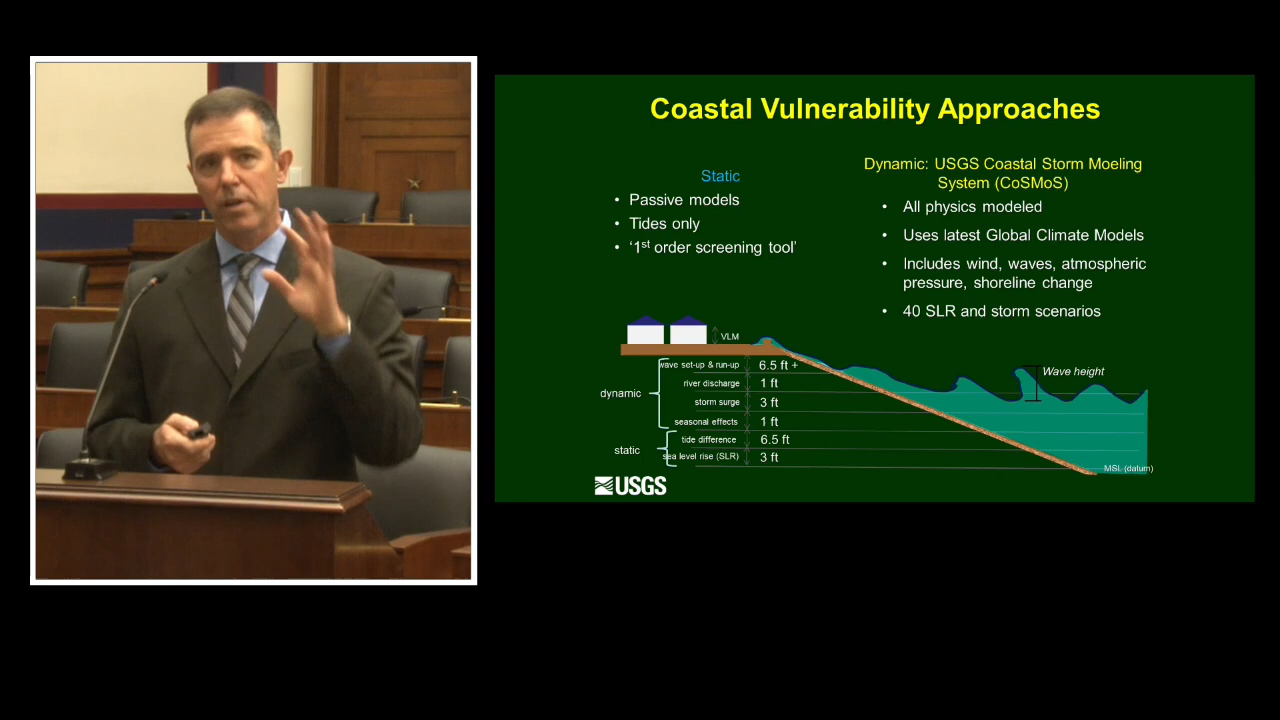 Coastal Vulnerability Approaches
Static
• Passive models
• Tides only
• ‘1st order screening tool’
Dynamic: USGS Coastal Storm Moeling
System (CoSMoS)
• All physics modeled
• Uses latest Global Climate Models
• Includes wind, waves, atmospheric
pressure, shoreline change
• 40 SLR and storm scenarios
VLM
wave set-up & run-up 6.5 ft +
river discharge 1 ft
dynamic
storm surge 3 ft
seasonal effects 1 ft
tide difference 6.5 ft
static
sea level rise (SLR) 3 ft
Wave height
MSL (datum)
USGS